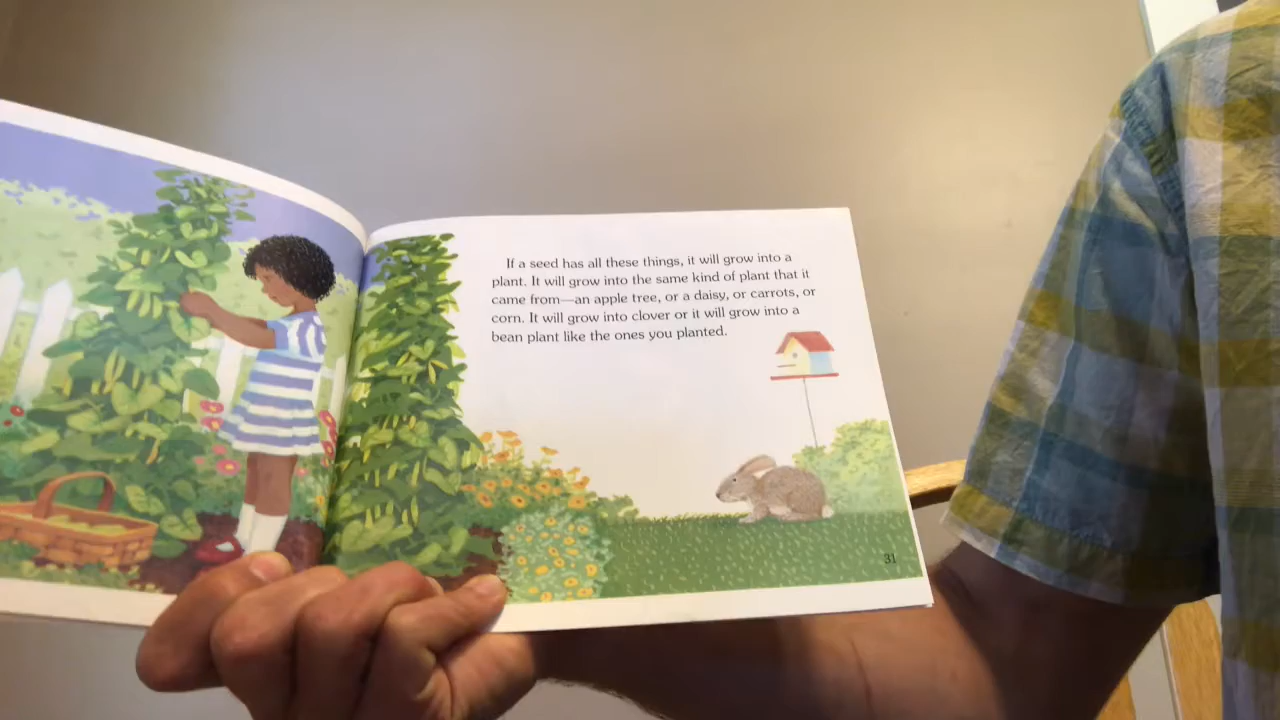 If a seed has all these things, it will grow into a
plant. It will grow into the same kind of plant that it
came from—an apple tree, or a daisy, or carrots, or
corn. It will grow into clover or it will grow into a
bean plant like the ones you planted.
31